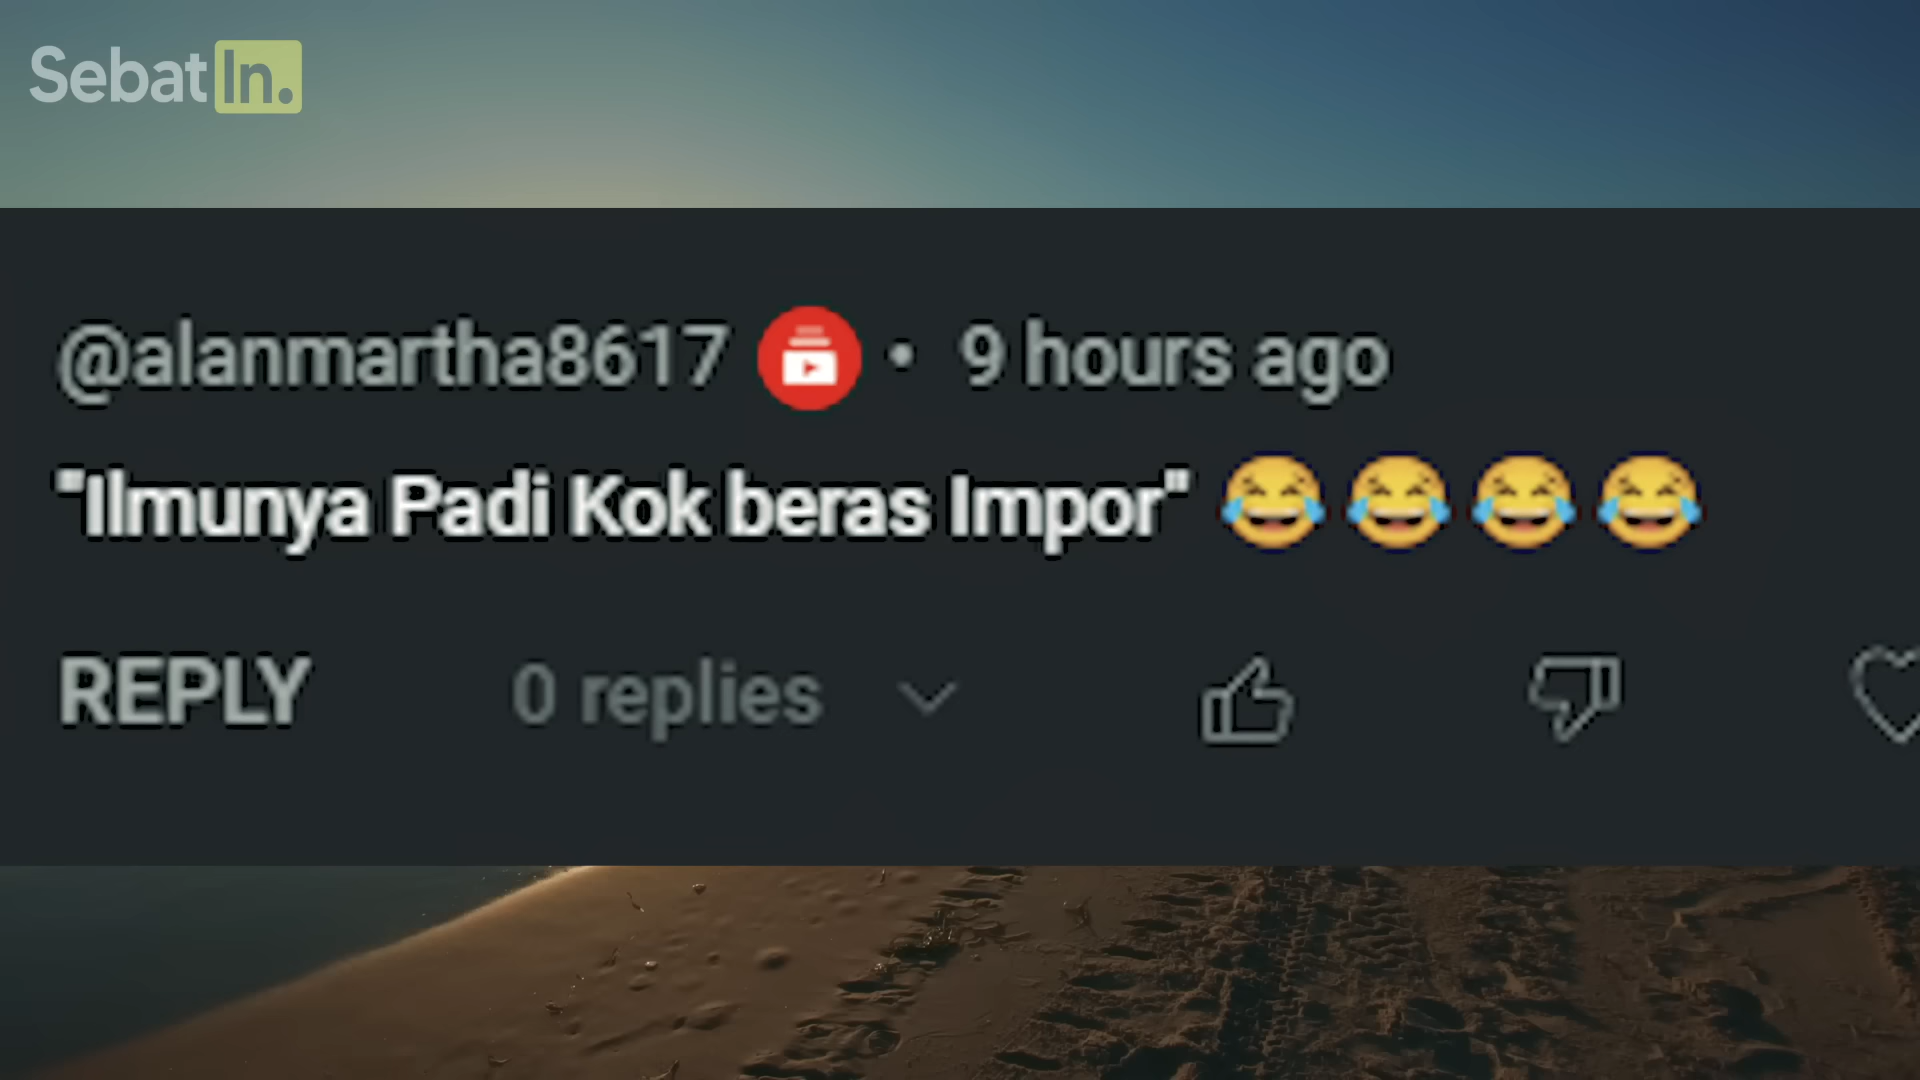 SebatIn.
@alanmartha8617 • 9 hours ago
"Ilmunya Padi Kok beras Impor" 😂😂😂😂
REPLY 0 replies